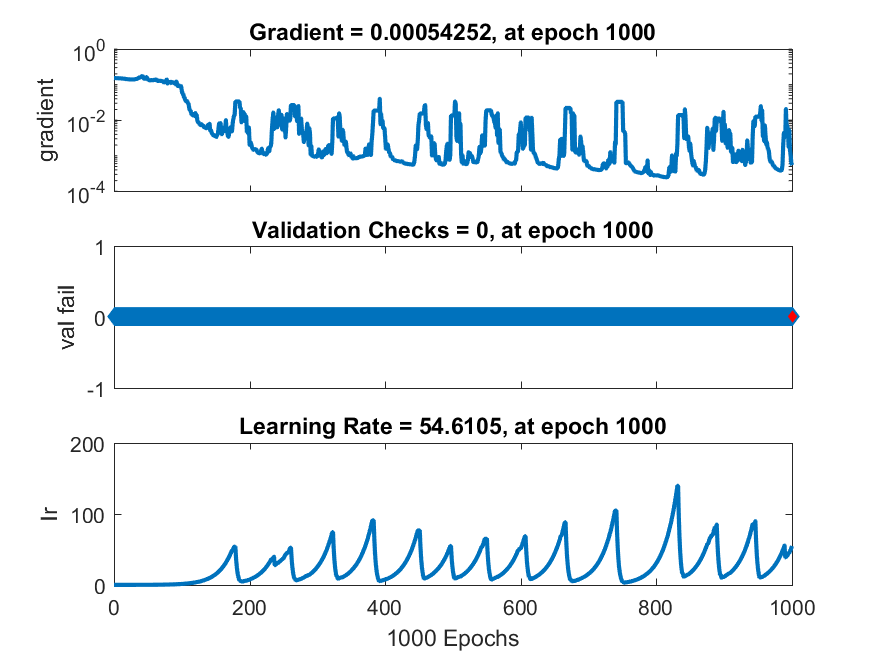 Gradient = 0.00054252, at epoch 1000
10^0
10^-2
10^-4
gradient
Validation Checks = 0, at epoch 1000
1
0
-1
val fail
Learning Rate = 54.6105, at epoch 1000
200
100
0
lr
0 200 400 600 800 1000
1000 Epochs